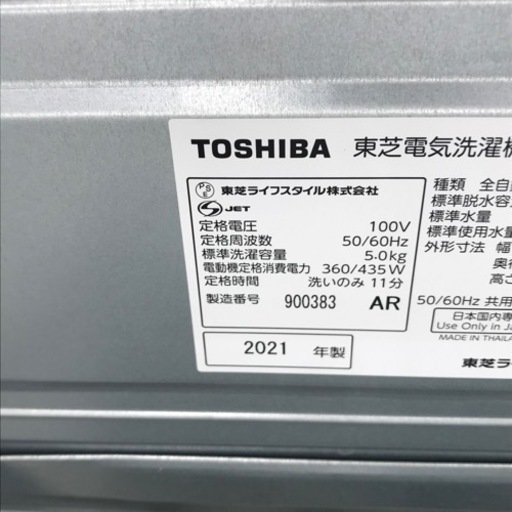 TOSHIBA 東芝電気洗濯機
PSE 東芝ライフスタイル株式会社
S JET
定格電圧 100V
定格周波数 50/60Hz
標準洗濯容量 5.0kg
電動機定格消費電力 360/435W
定格時間 洗いのみ 11分
製造番号 900383 AR
2021 年製
種類 全自
標準脱水容
標準水量
標準使用水
外形寸法 幅
奥行
高さ
50/60Hz 共用
日本国内専
Use Only in Ja
MADE IN THAIL
東芝ラ